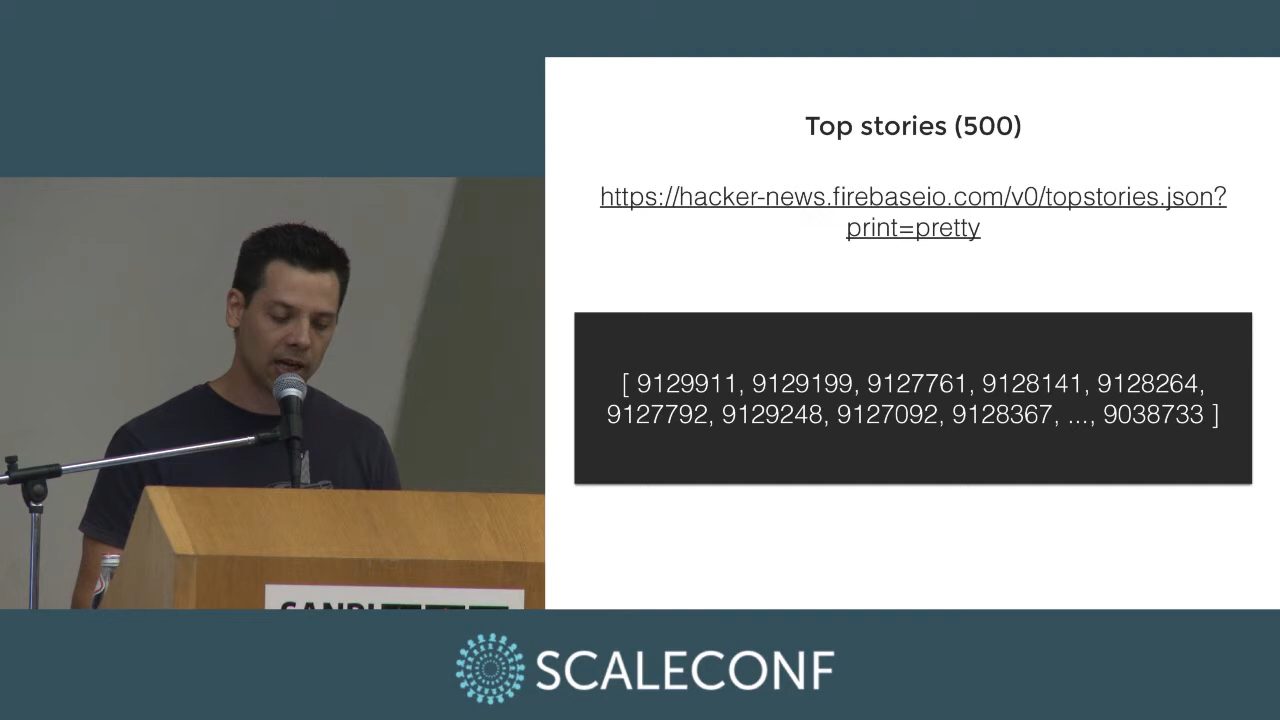 Top stories (500)
https://hacker-news.firebaseio.com/v0/topstories.json?
print=pretty
[ 9129911, 9129199, 9127761, 9128141, 9128264,
9127792, 9129248, 9127092, 9128367, ..., 9038733 ]
SCALECONF